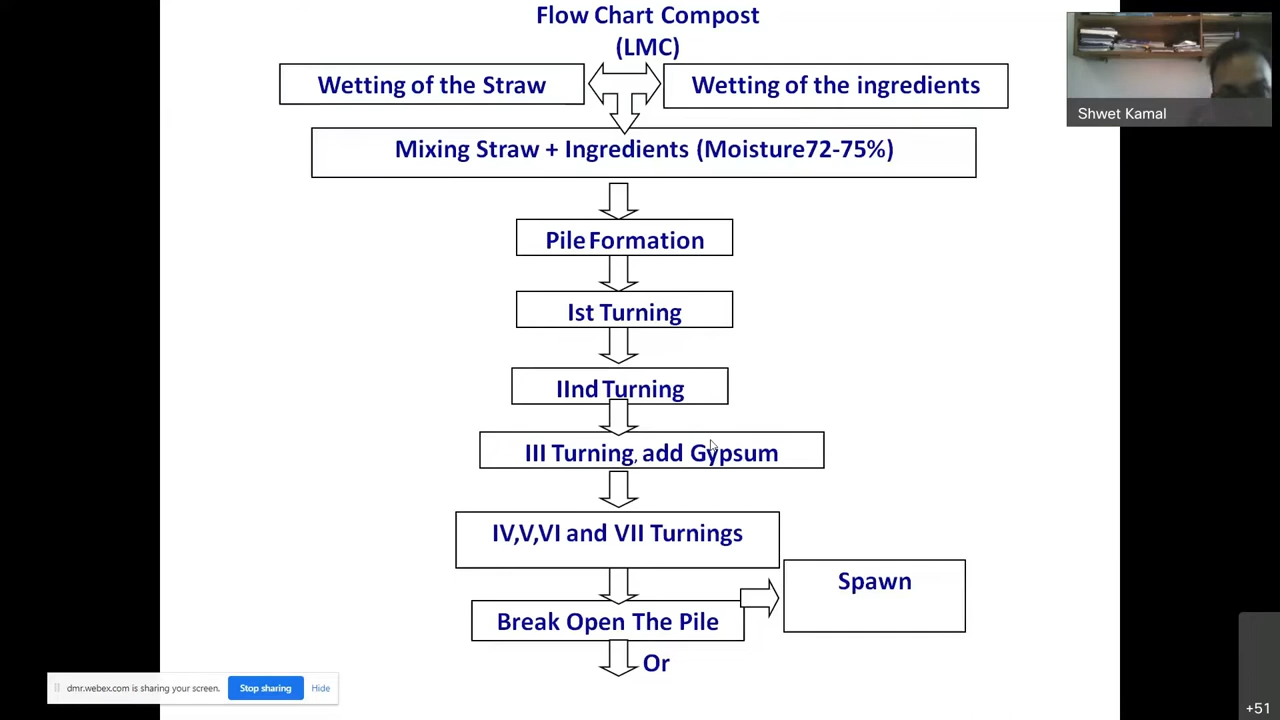 Flow Chart Compost
(LMC)
Wetting of the Straw
Wetting of the ingredients
Shwet Kamal
Mixing Straw + Ingredients (Moisture72-75%)
Pile Formation
Ist Turning
IInd Turning
III Turning, add Gypsum
IV,V,VI and VII Turnings
Spawn
Break Open The Pile
Or
dmr.webex.com is sharing your screen.
Stop sharing
Hide
+51